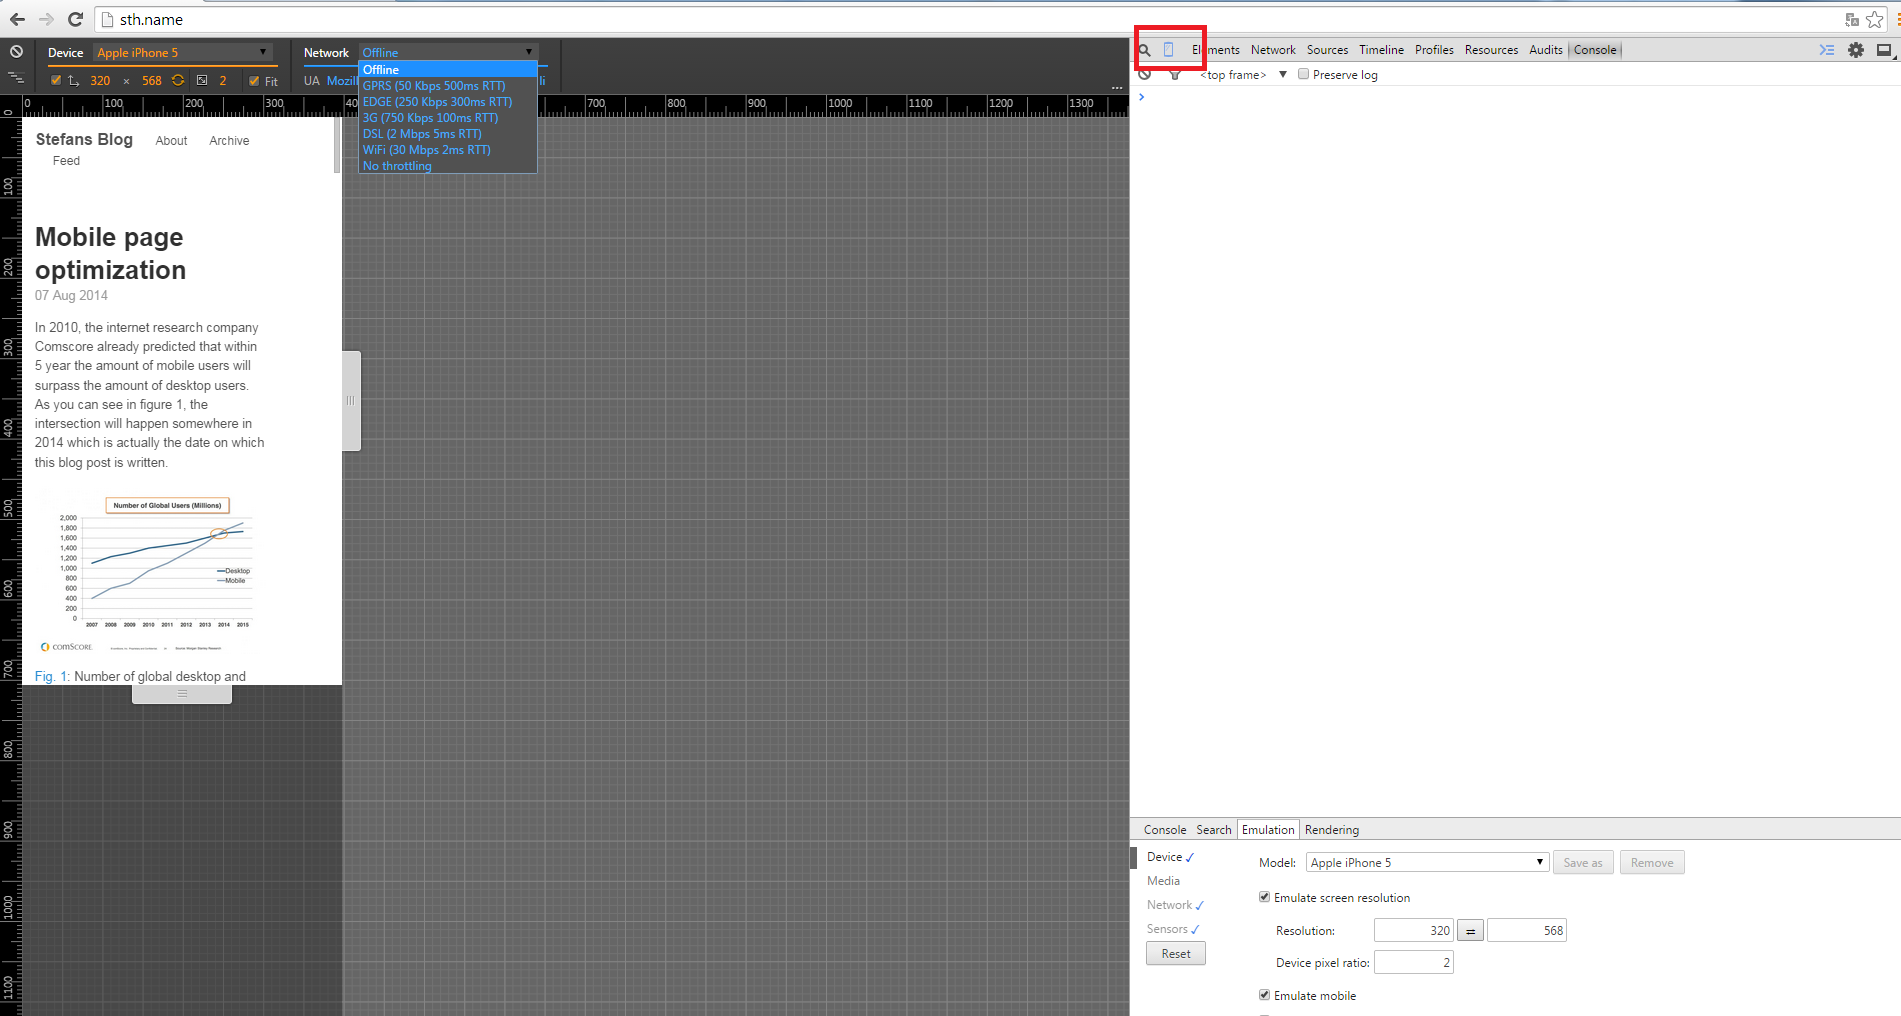 sth.name
Device Apple iPhone 5 Network Offline
320 × 568 2 Fit UA Mozill li
Offline
GPRS (50 Kbps 500ms RTT)
EDGE (250 Kbps 300ms RTT)
3G (750 Kbps 100ms RTT)
DSL (2 Mbps 5ms RTT)
WiFi (30 Mbps 2ms RTT)
No throttling
...
0 100 200 300 40 700 800 900 1000 1100 1200 1300
0
100
200
300
400
500
600
700
800
900
1000
1100
Stefans Blog About Archive
Feed
Mobile page
optimization
07 Aug 2014
In 2010, the internet research company
Comscore already predicted that within
5 year the amount of mobile users will
surpass the amount of desktop users.
As you can see in figure 1, the
intersection will happen somewhere in
2014 which is actually the date on which
this blog post is written.
Number of Global Users (Millions)
2,000
1,800
1,600
1,400
1,200
1,000
800
600
400
200
0
Desktop
Mobile
2007 2008 2009 2010 2011 2012 2013 2014 2015
comScore
Fig. 1: Number of global desktop and
Elements Network Sources Timeline Profiles Resources Audits Console
<top frame> Preserve log
Console Search Emulation Rendering
Device
Media
Network
Sensors
Reset
Model: Apple iPhone 5 Save as Remove
Emulate screen resolution
Resolution: 320 568
Device pixel ratio: 2
Emulate mobile